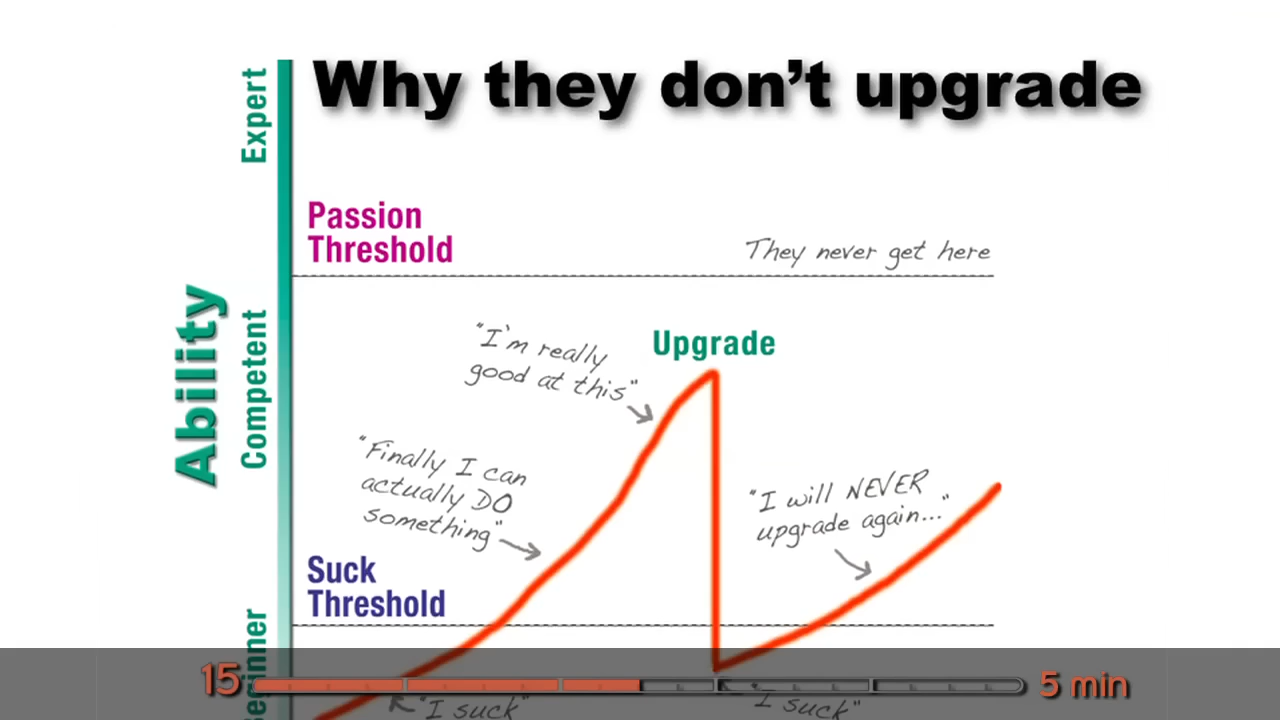 Why they don't upgrade
Expert
Passion
Threshold
They never get here
Ability
Competent
"I'm really
good at this"
Upgrade
"Finally I can
actually DO
something"
"I will NEVER
upgrade again..."
Suck
Threshold
Beginner
"I suck"
"I suck"
15
5 min